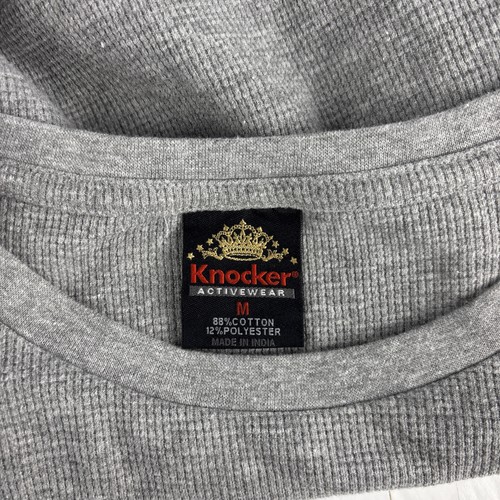 Knocker®
ACTIVEWEAR
M
88%COTTON
12%POLYESTER
MADE IN INDIA